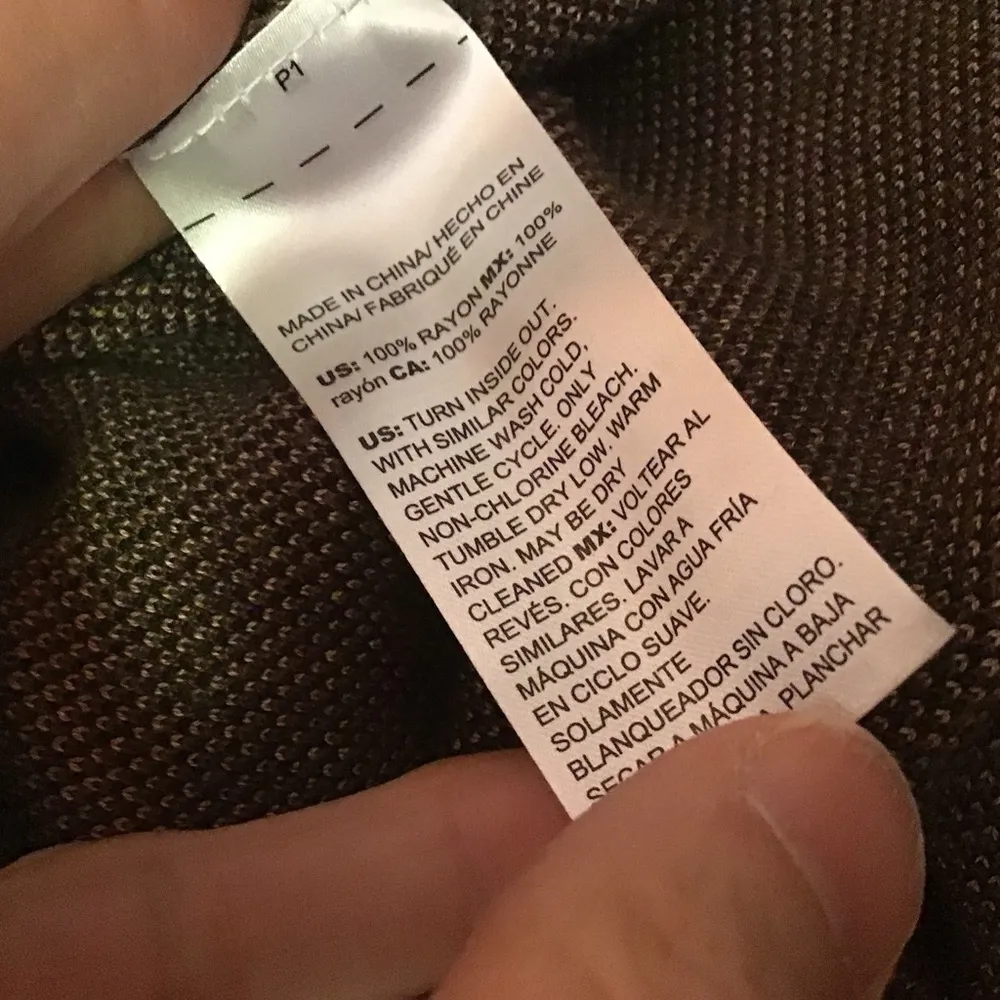 P1
MADE IN CHINA/ HECHO EN
CHINA/ FABRIQUÉ EN CHINE
US: 100% RAYON MX: 100%
rayón CA: 100% RAYONNE
US: TURN INSIDE OUT.
WITH SIMILAR COLORS.
MACHINE WASH COLD,
GENTLE CYCLE. ONLY
NON-CHLORINE BLEACH.
TUMBLE DRY LOW. WARM
IRON. MAY BE DRY
CLEANED MX: VOLTEAR AL
REVÉS. CON COLORES
SIMILARES. LAVAR A
MÁQUINA CON AGUA FRÍA
EN CICLO SUAVE.
SOLAMENTE
BLANQUEADOR SIN CLORO.
SECAR A MÁQUINA A BAJA
PLANCHAR